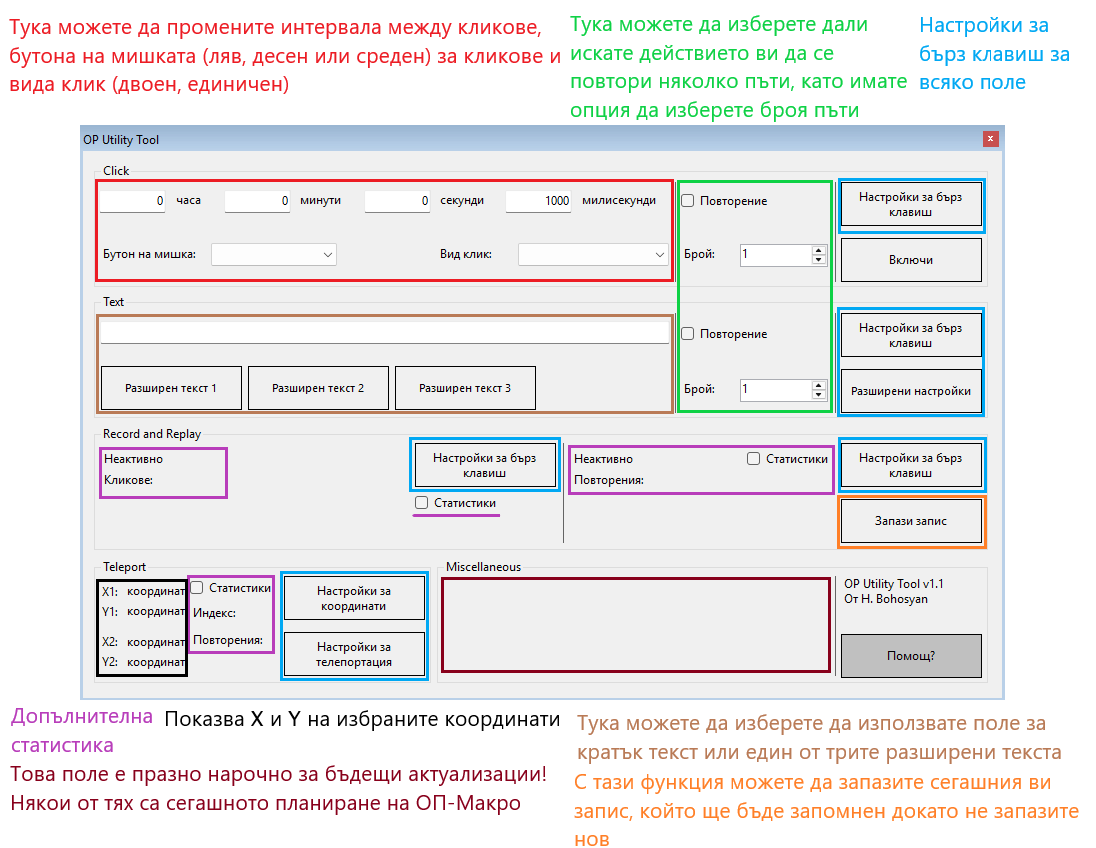 Тука можете да промените интервала между кликове,
бутона на мишката (ляв, десен или среден) за кликове и
вида клик (двоен, единичен)
Тука можете да изберете дали
искате действието ви да се
повтори няколко пъти, като имате
опция да изберете броя пъти
Настройки за
бърз клавиш за
всяко поле
OP Utility Tool
Click
0 часа 0 минути 0 секунди 1000 милисекунди
Бутон на мишка: Вид клик:
Повторение
Брой: 1
Настройки за бърз
клавиш
Включи
Text
Разширен текст 1 Разширен текст 2 Разширен текст 3
Повторение
Брой: 1
Настройки за бърз
клавиш
Разширени настройки
Record and Replay
Неактивно
Кликове:
Настройки за бърз
клавиш
Статистики
Неактивно Статистики
Повторения:
Настройки за бърз
клавиш
Запази запис
Teleport
X1: координат
Y1: координат
X2: координат
Y2: координат
Статистики
Индекс:
Повторения:
Настройки за
координати
Настройки за
телепортация
Miscellaneous
OP Utility Tool v1.1
От H. Bohosyan
Помощ?
Допълнителна
статистика
Показва X и Y на избраните координати
Това поле е празно нарочно за бъдещи актуализации!
Някои от тях са сегашното планиране на ОП-Макро
Тука можете да изберете да използвате поле за
кратък текст или един от трите разширени текста
С тази функция можете да запазите сегашния ви
запис, който ще бъде запомнен докато не запазите
нов